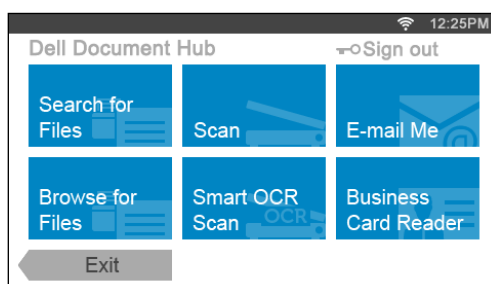 12:25PM
Dell Document Hub
Sign out
Search for
Files
Scan
E-mail Me
Browse for
Files
Smart OCR
Scan
OCR
Business
Card Reader
Exit